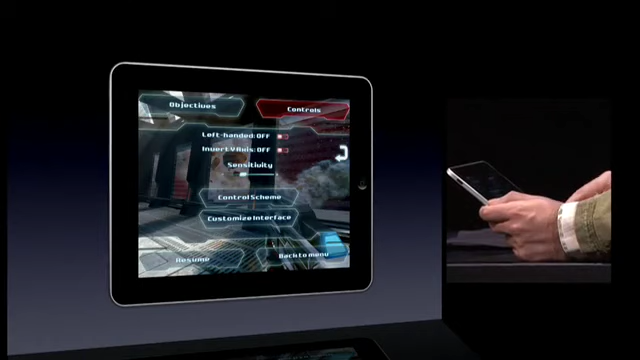 Objectives
Controls
Left-handed: OFF
Invert Y Axis: OFF
Sensitivity
Control Scheme
Customize Interface
Resume
Back to menu